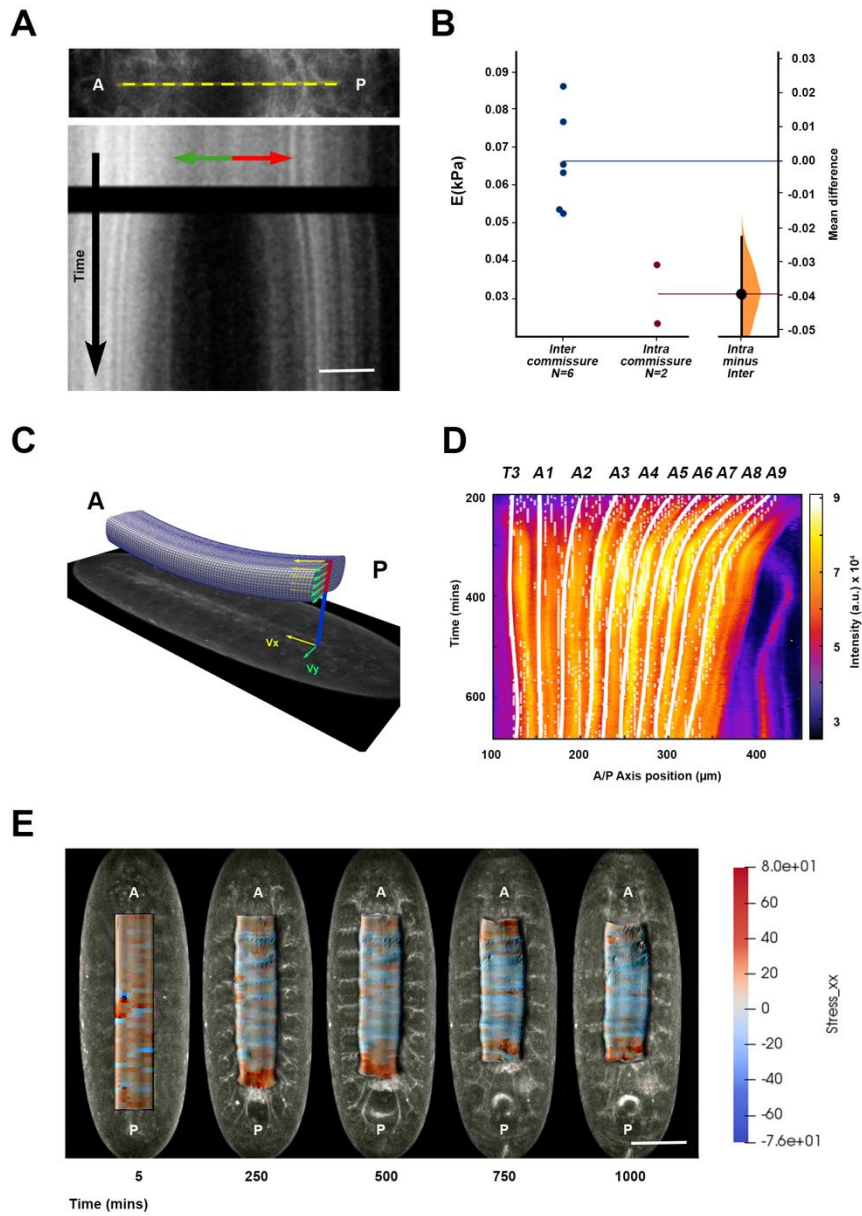 A
A
P
Time
B
E(kPa)
0.09
0.08
0.07
0.06
0.05
0.04
0.03
0.03
0.02
0.01
0.00
-0.01
-0.02
-0.03
-0.04
-0.05
Mean difference
Inter
commissure
N=6
Intra
commissure
N=2
Intra
minus
Inter
C
A
P
Vx
Vy
D
T3 A1 A2 A3 A4 A5 A6 A7 A8 A9
Time (mins)
200
400
600
100 200 300 400
A/P Axis position (µm)
9
7
5
3
Intensity (a.u.) x 10⁴
E
A A A A A
P P P P P
5 250 500 750 1000
Time (mins)
8.0e+01
60
40
20
0
-20
-40
-60
-7.6e+01
Stress_xx